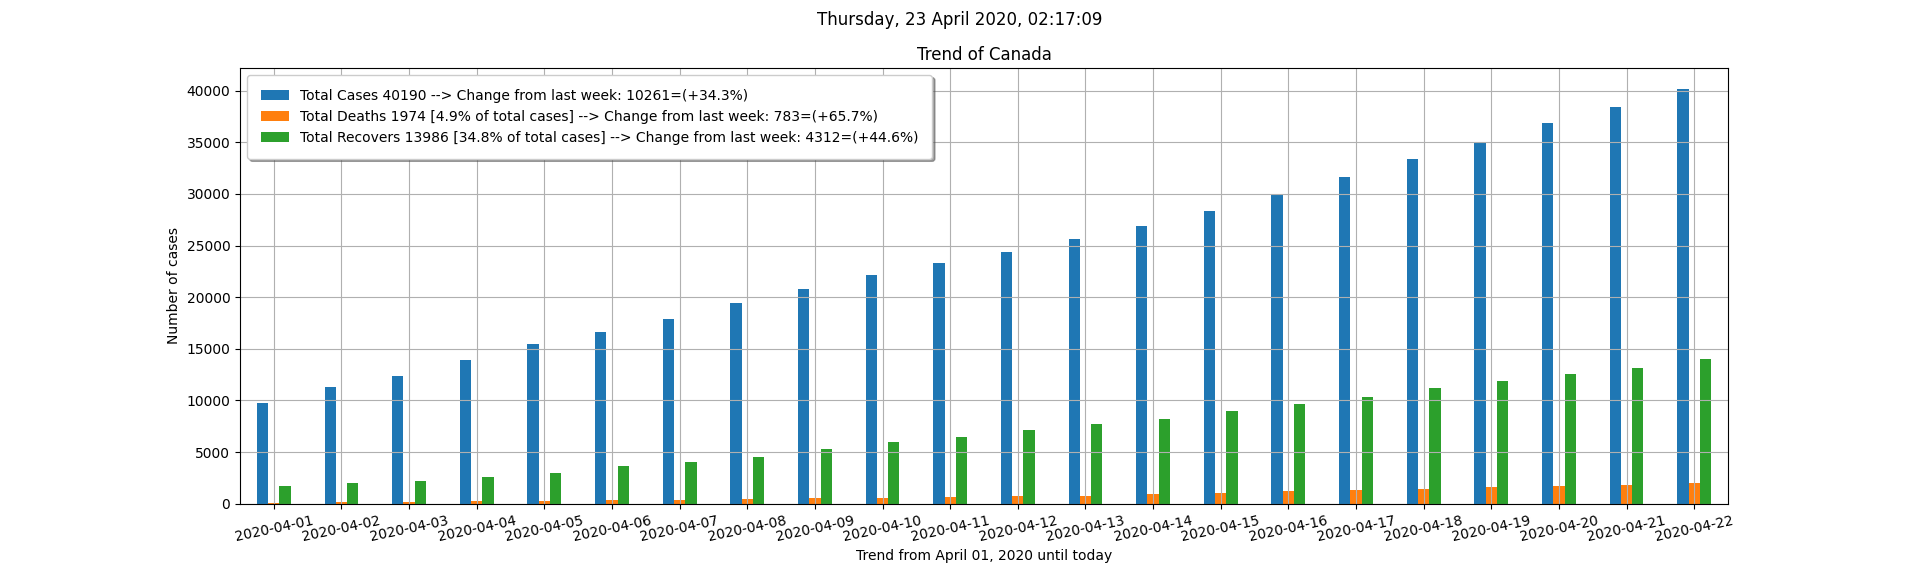 Thursday, 23 April 2020, 02:17:09
Trend of Canada
Total Cases 40190 --> Change from last week: 10261=(+34.3%)
Total Deaths 1974 [4.9% of total cases] --> Change from last week: 783=(+65.7%)
Total Recovers 13986 [34.8% of total cases] --> Change from last week: 4312=(+44.6%)
Number of cases
40000
35000
30000
25000
20000
15000
10000
5000
0
2020-04-01 2020-04-02 2020-04-03 2020-04-04 2020-04-05 2020-04-06 2020-04-07 2020-04-08 2020-04-09 2020-04-10 2020-04-11 2020-04-12 2020-04-13 2020-04-14 2020-04-15 2020-04-16 2020-04-17 2020-04-18 2020-04-19 2020-04-20 2020-04-21 2020-04-22
Trend from April 01, 2020 until today